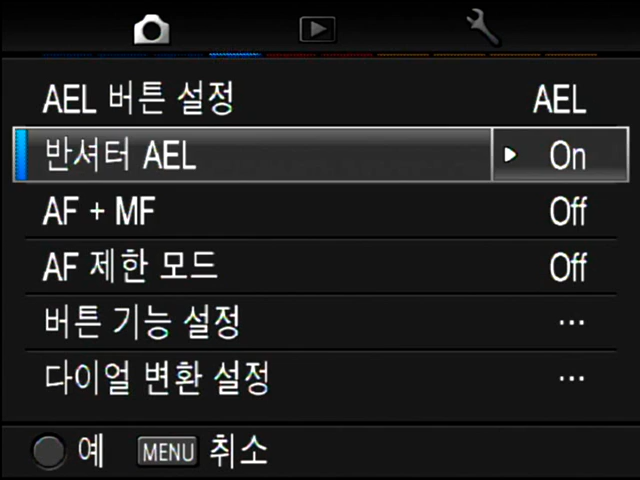 AEL 버튼 설정 AEL
반셔터 AEL On
AF + MF Off
AF 제한 모드 Off
버튼 기능 설정 ...
다이얼 변환 설정 ...
예 MENU 취소